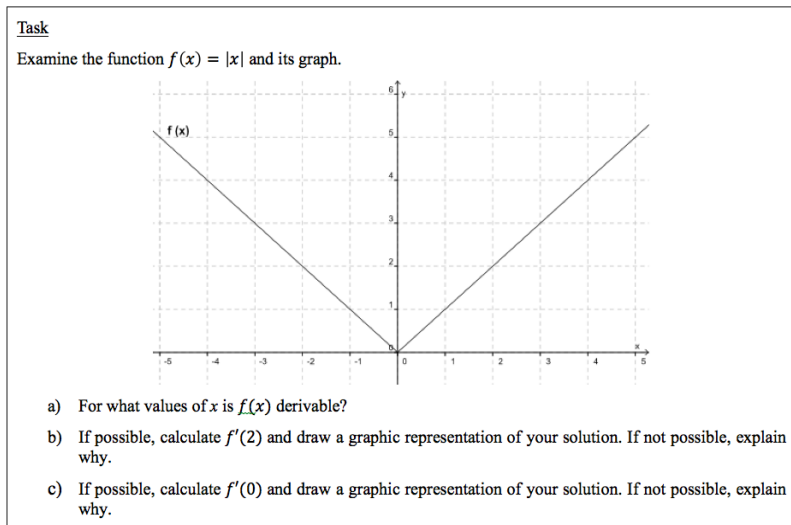 Task
Examine the function f(x) = |x| and its graph.
6 y
f (x)
5
4
3
2
1
0 x
-5 -4 -3 -2 -1 0 1 2 3 4 5
a) For what values of x is f(x) derivable?
b) If possible, calculate f′(2) and draw a graphic representation of your solution. If not possible, explain
why.
c) If possible, calculate f′(0) and draw a graphic representation of your solution. If not possible, explain
why.